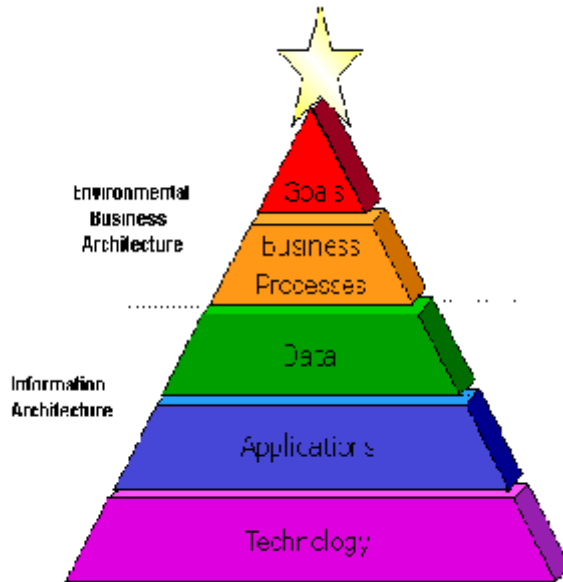 Goals
Environmental
Business
Architecture
Business
Processes
Data
Information
Architecture
Applications
Technology